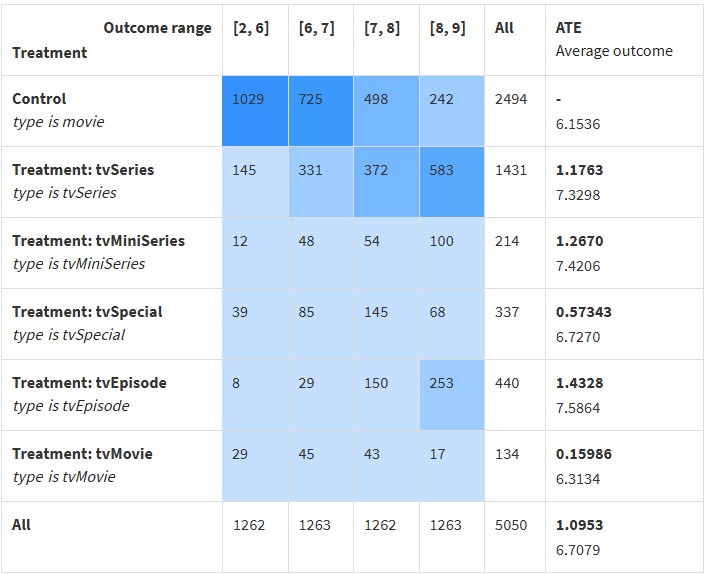 Outcome range [2, 6] [6, 7] [7, 8] [8, 9] All ATE
Treatment Average outcome
Control 1029 725 498 242 2494 -
type is movie 6.1536
Treatment: tvSeries 145 331 372 583 1431 1.1763
type is tvSeries 7.3298
Treatment: tvMiniSeries 12 48 54 100 214 1.2670
type is tvMiniSeries 7.4206
Treatment: tvSpecial 39 85 145 68 337 0.57343
type is tvSpecial 6.7270
Treatment: tvEpisode 8 29 150 253 440 1.4328
type is tvEpisode 7.5864
Treatment: tvMovie 29 45 43 17 134 0.15986
type is tvMovie 6.3134
All 1262 1263 1262 1263 5050 1.0953
6.7079